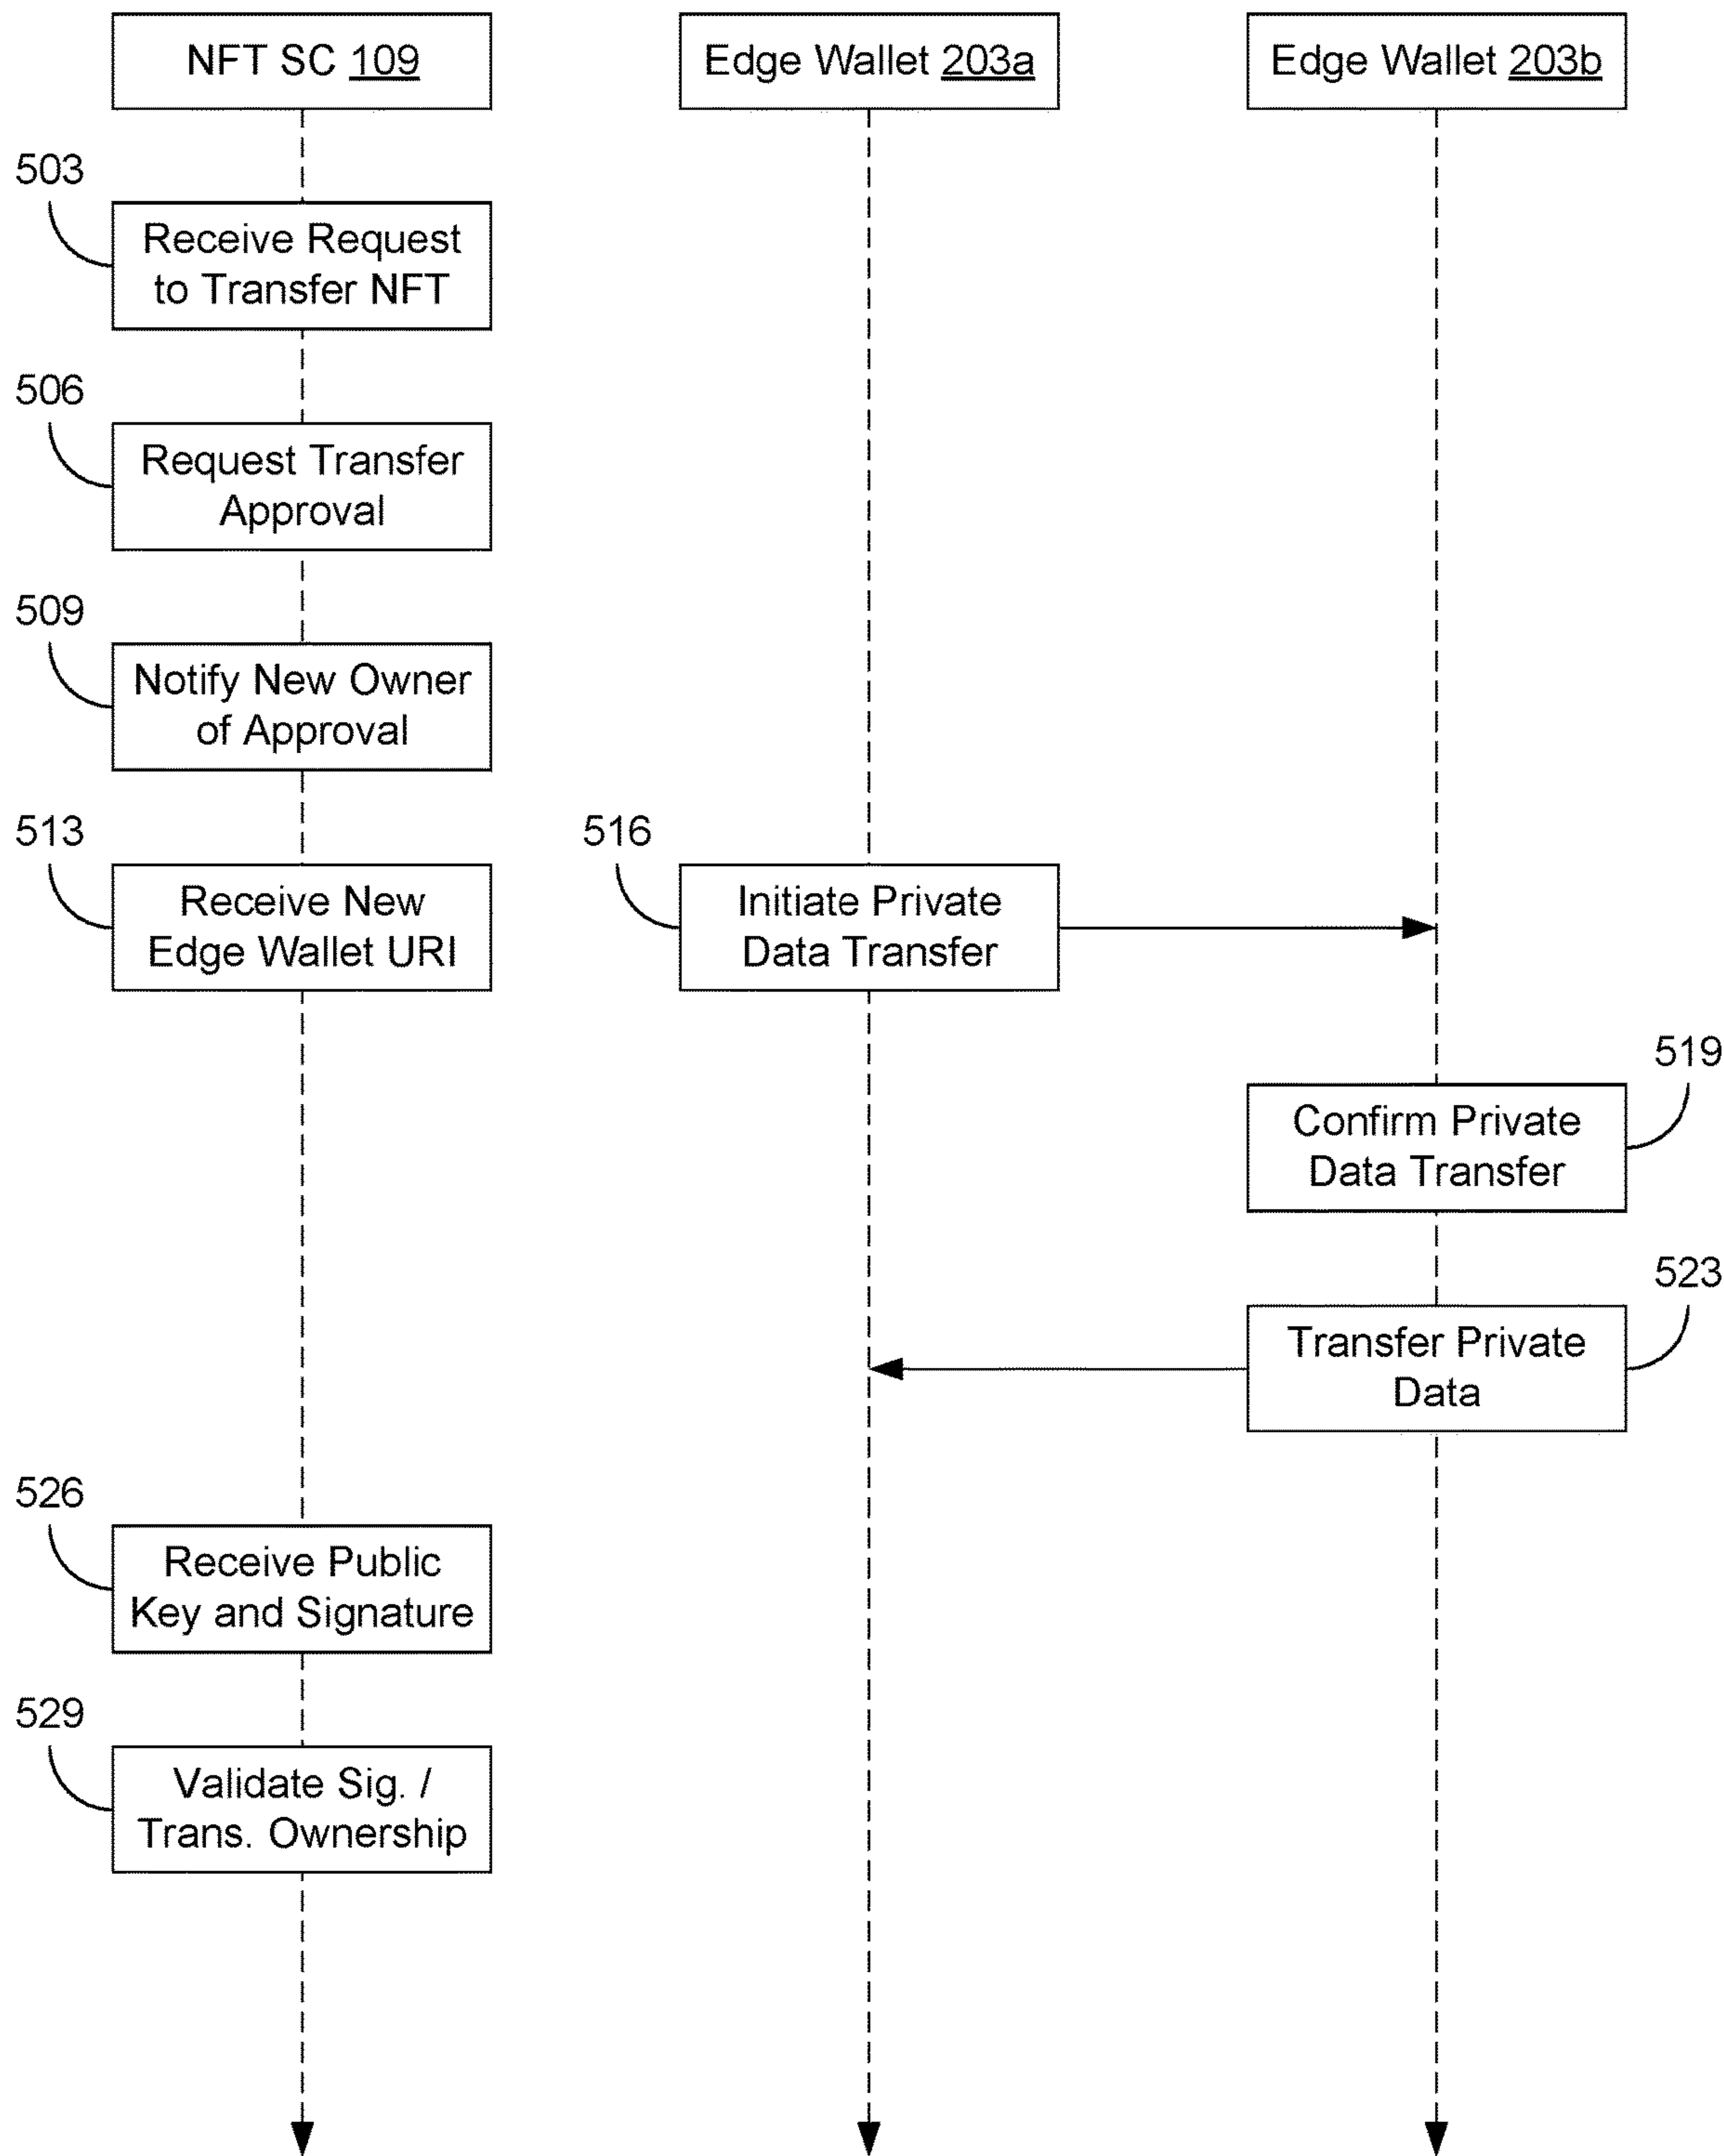 NFT SC 109
Edge Wallet 203a
Edge Wallet 203b
503
Receive Request
to Transfer NFT
506
Request Transfer
Approval
509
Notify New Owner
of Approval
513
Receive New
Edge Wallet URI
516
Initiate Private
Data Transfer
519
Confirm Private
Data Transfer
523
Transfer Private
Data
526
Receive Public
Key and Signature
529
Validate Sig. /
Trans. Ownership